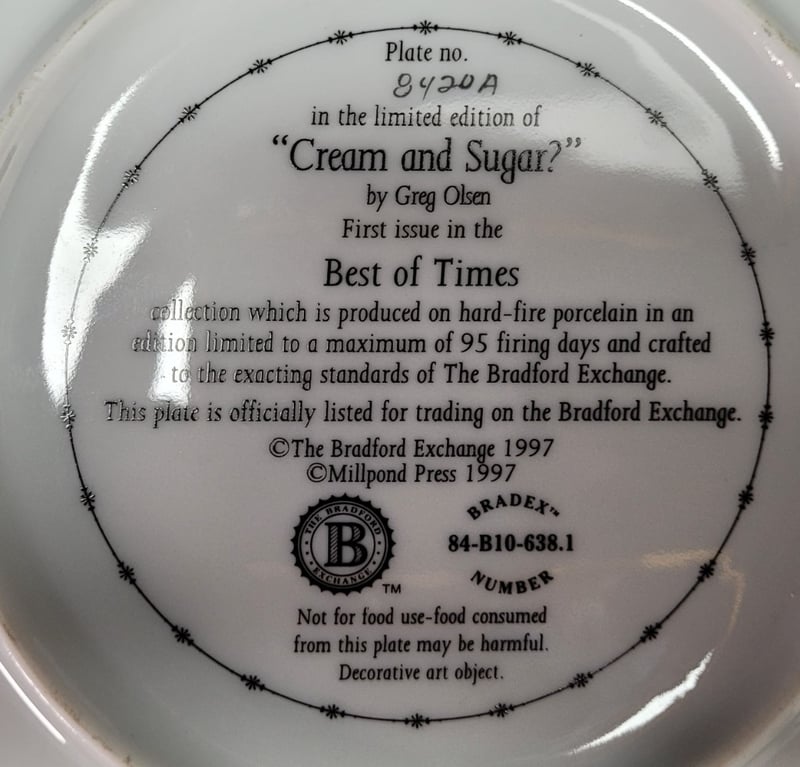 Plate no.
8420A
in the limited edition of
“Cream and Sugar?”
by Greg Olsen
First issue in the
Best of Times
collection which is produced on hard-fire porcelain in an
edition limited to a maximum of 95 firing days and crafted
to the exacting standards of The Bradford Exchange.
This plate is officially listed for trading on the Bradford Exchange.
©The Bradford Exchange 1997
©Millpond Press 1997
THE BRADFORD
B
EXCHANGE
TM
BRADEX™
84-B10-638.1
NUMBER
Not for food use-food consumed
from this plate may be harmful.
Decorative art object.